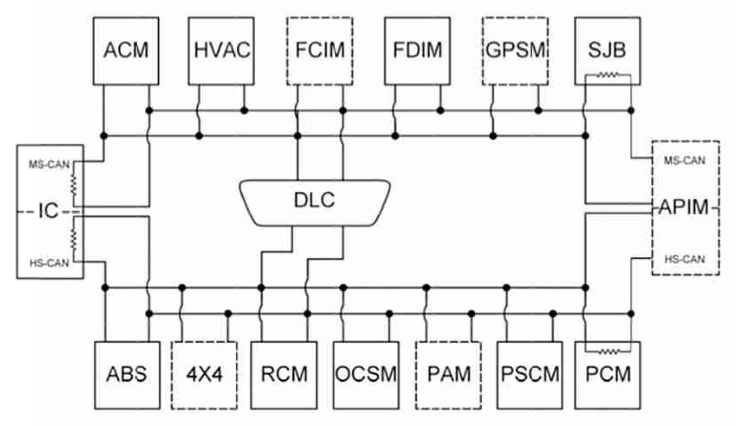 ACM HVAC FCIM FDIM GPSM SJB
MS-CAN MS-CAN
DLC
IC APIM
HS-CAN HS-CAN
ABS 4X4 RCM OCSM PAM PSCM PCM